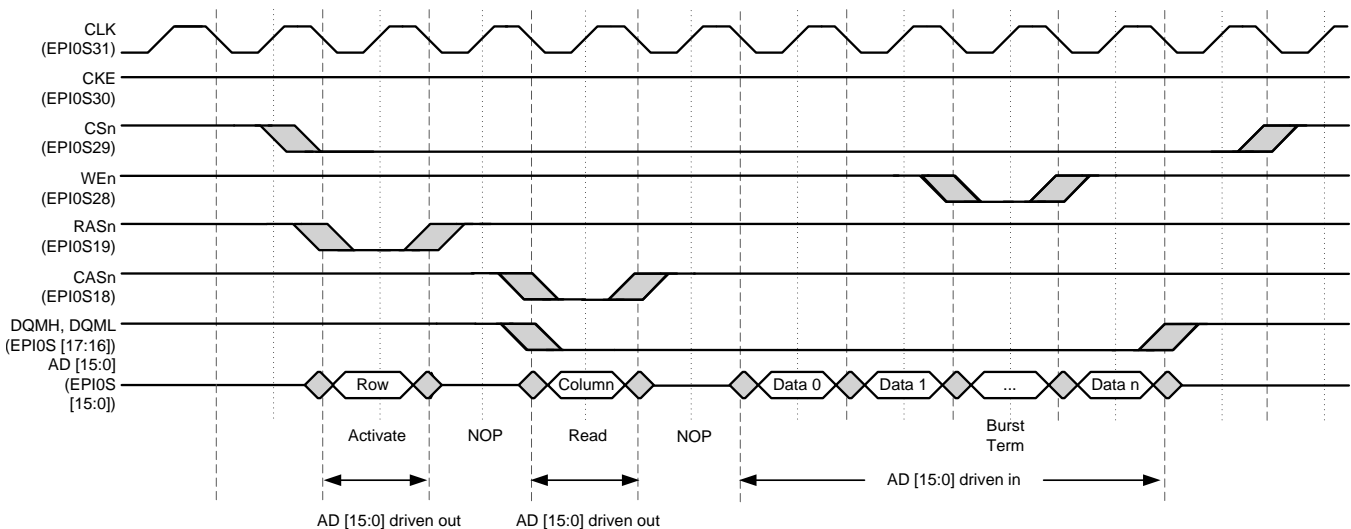 CLK
(EPI0S31)
CKE
(EPI0S30)
CSn
(EPI0S29)
WEn
(EPI0S28)
RASn
(EPI0S19)
CASn
(EPI0S18)
DQMH, DQML
(EPI0S [17:16])
AD [15:0]
(EPI0S
[15:0])
Row
Column
Data 0
Data 1
...
Data n
Activate
NOP
Read
NOP
Burst
Term
AD [15:0] driven in
AD [15:0] driven out
AD [15:0] driven out